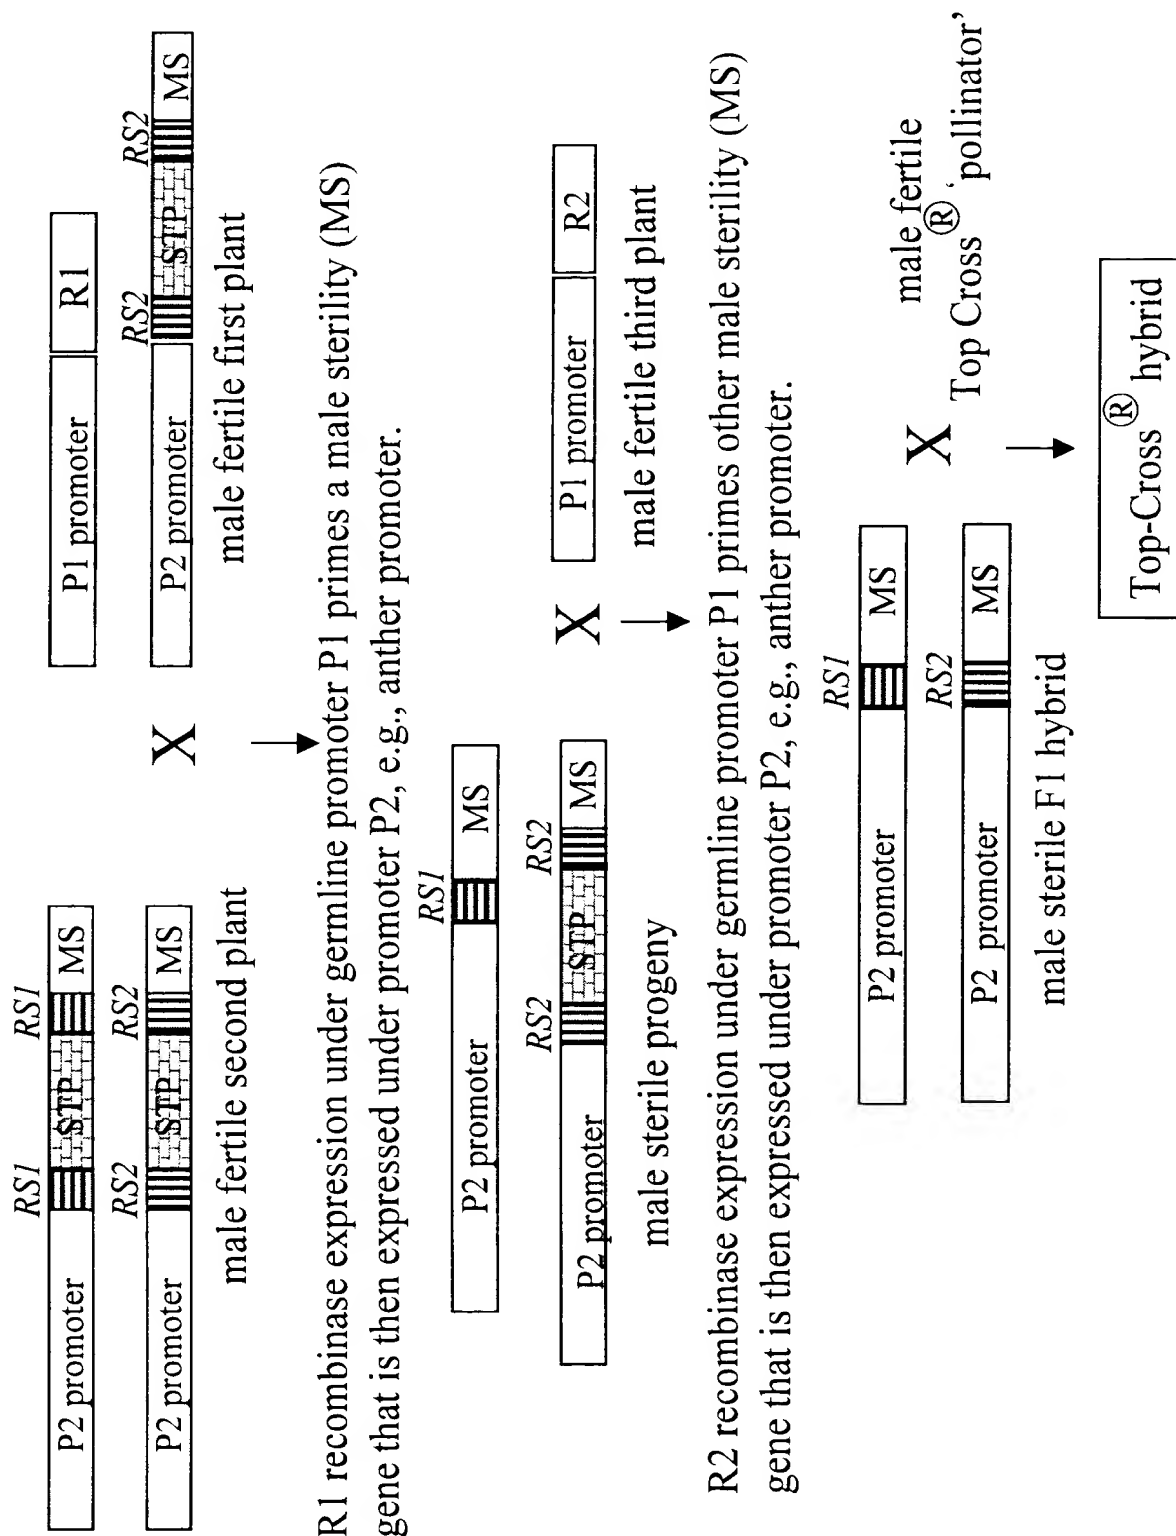 RS1 RS1
P2 promoter STP MS P1 promoter R1
RS2 RS2 RS2 RS2
P2 promoter STP MS X P2 promoter STP MS
male fertile second plant male fertile first plant
R1 recombinase expression under germline promoter P1 primes a male sterility (MS)
gene that is then expressed under promoter P2, e.g., anther promoter.
RS1
P2 promoter MS
RS2 RS2
P2 promoter STP MS X P1 promoter R2
male sterile progeny male fertile third plant
R2 recombinase expression under germline promoter P1 primes other male sterility (MS)
gene that is then expressed under promoter P2, e.g., anther promoter.
RS1
P2 promoter MS male fertile
RS2 X Top Cross® ‘pollinator’
P2 promoter MS
male sterile F1 hybrid
Top-Cross® hybrid